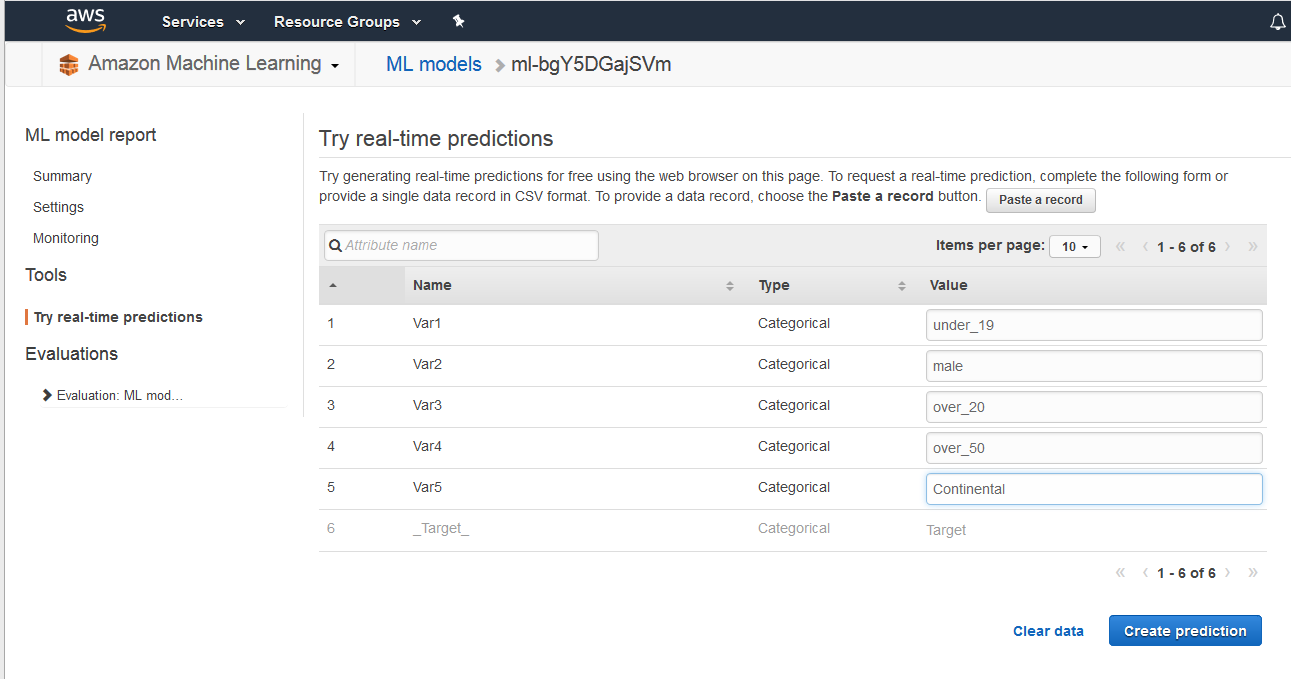 aws Services Resource Groups
Amazon Machine Learning ML models ml-bgY5DGajSVm
ML model report
Summary
Settings
Monitoring
Tools
Try real-time predictions
Evaluations
Evaluation: ML mod...
Try real-time predictions
Try generating real-time predictions for free using the web browser on this page. To request a real-time prediction, complete the following form or
provide a single data record in CSV format. To provide a data record, choose the Paste a record button. Paste a record
Attribute name Items per page: 10 « ‹ 1 - 6 of 6 › »
Name Type Value
1 Var1 Categorical under_19
2 Var2 Categorical male
3 Var3 Categorical over_20
4 Var4 Categorical over_50
5 Var5 Categorical Continental
6 _Target_ Categorical Target
« ‹ 1 - 6 of 6 › »
Clear data Create prediction